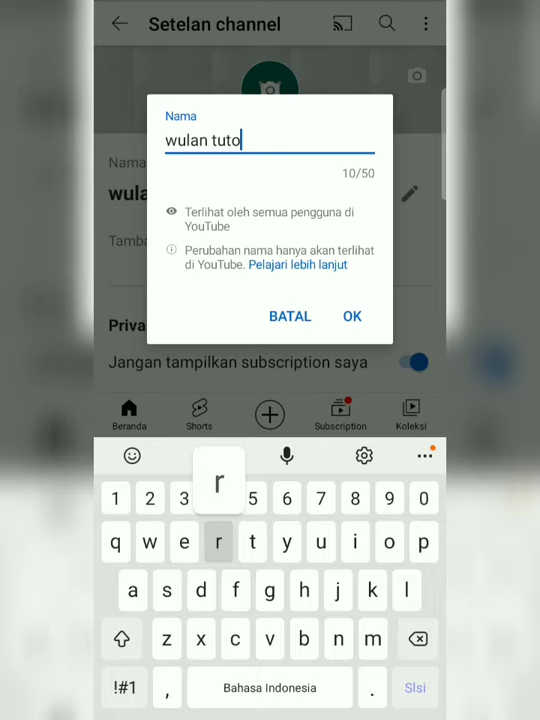 Setelan channel
Nama
wulan tuto
10/50
Terlihat oleh semua pengguna di
YouTube
Perubahan nama hanya akan terlihat
di YouTube. Pelajari lebih lanjut
BATAL OK
Nama
wula
Tamba
Priva
Jangan tampilkan subscription saya
Beranda Shorts Subscription Koleksi
r
1 2 3 5 6 7 8 9 0
q w e r t y u i o p
a s d f g h j k l
z x c v b n m
!#1 , Bahasa Indonesia . Slsi